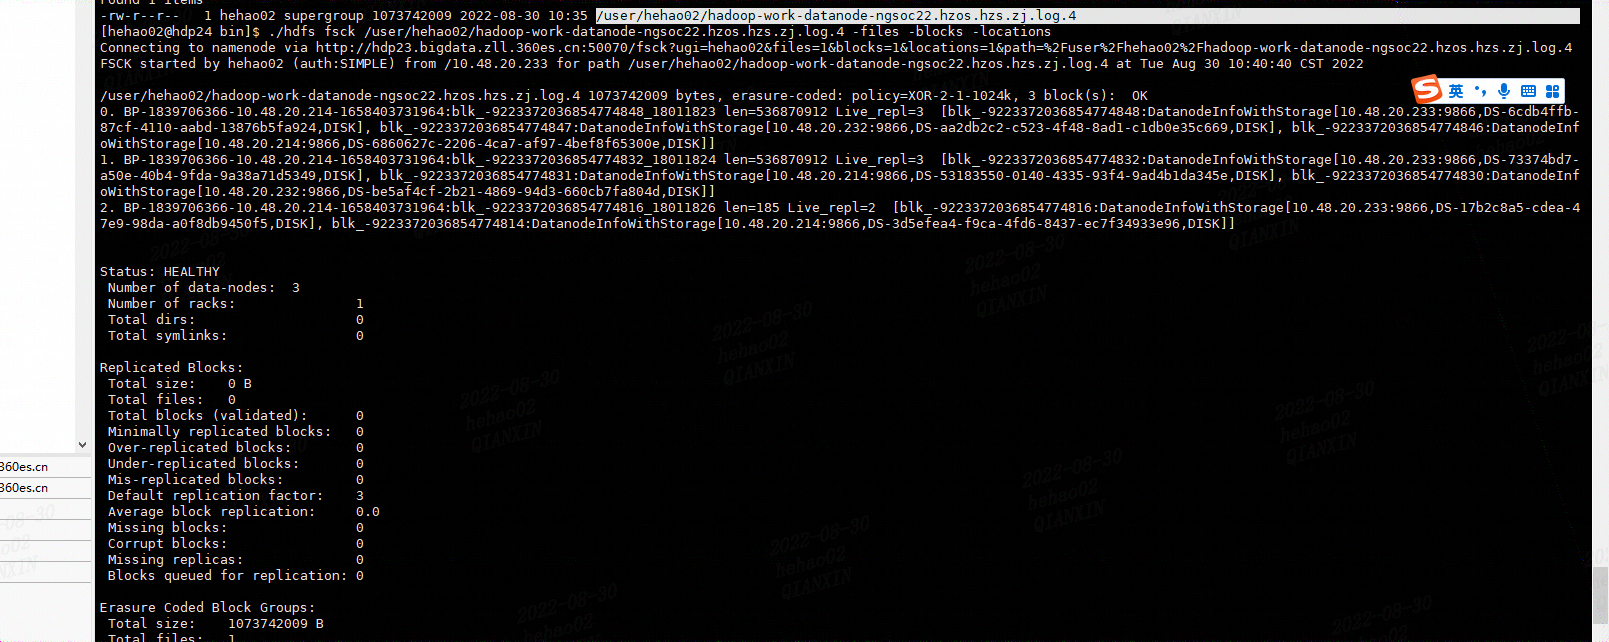 Found 1 items
-rw-r--r--   1 hehao02 supergroup 1073742009 2022-08-30 10:35 /user/hehao02/hadoop-work-datanode-ngsoc22.hzos.hzs.zj.log.4
[hehao02@hdp24 bin]$ ./hdfs fsck /user/hehao02/hadoop-work-datanode-ngsoc22.hzos.hzs.zj.log.4 -files -blocks -locations
Connecting to namenode via http://hdp23.bigdata.zll.360es.cn:50070/fsck?ugi=hehao02&files=1&blocks=1&locations=1&path=%2Fuser%2Fhehao02%2Fhadoop-work-datanode-ngsoc22.hzos.hzs.zj.log.4
FSCK started by hehao02 (auth:SIMPLE) from /10.48.20.233 for path /user/hehao02/hadoop-work-datanode-ngsoc22.hzos.hzs.zj.log.4 at Tue Aug 30 10:40:40 CST 2022
英
/user/hehao02/hadoop-work-datanode-ngsoc22.hzos.hzs.zj.log.4 1073742009 bytes, erasure-coded: policy=XOR-2-1-1024k, 3 block(s):  OK
0. BP-1839706366-10.48.20.214-1658403731964:blk_-9223372036854774848_18011823 len=536870912 Live_repl=3  [blk_-9223372036854774848:DatanodeInfoWithStorage[10.48.20.233:9866,DS-6cdb4ffb-
87cf-4110-aabd-13876b5fa924,DISK], blk_-9223372036854774847:DatanodeInfoWithStorage[10.48.20.232:9866,DS-aa2db2c2-c523-4f48-8ad1-c1db0e35c669,DISK], blk_-9223372036854774846:DatanodeInf
oWithStorage[10.48.20.214:9866,DS-6860627c-2206-4ca7-af97-4bef8f65300e,DISK]]
1. BP-1839706366-10.48.20.214-1658403731964:blk_-9223372036854774832_18011824 len=536870912 Live_repl=3  [blk_-9223372036854774832:DatanodeInfoWithStorage[10.48.20.233:9866,DS-73374bd7-
a50e-40b4-9fda-9a38a71d5349,DISK], blk_-9223372036854774831:DatanodeInfoWithStorage[10.48.20.214:9866,DS-53183550-0140-4335-93f4-9ad4b1da345e,DISK], blk_-9223372036854774830:DatanodeInf
oWithStorage[10.48.20.232:9866,DS-be5af4cf-2b21-4869-94d3-660cb7fa804d,DISK]]
2. BP-1839706366-10.48.20.214-1658403731964:blk_-9223372036854774816_18011826 len=185 Live_repl=2  [blk_-9223372036854774816:DatanodeInfoWithStorage[10.48.20.233:9866,DS-17b2c8a5-cdea-4
7e9-98da-a0f8db9450f5,DISK], blk_-9223372036854774814:DatanodeInfoWithStorage[10.48.20.214:9866,DS-3d5efea4-f9ca-4fd6-8437-ec7f34933e96,DISK]]
Status: HEALTHY
Number of data-nodes:  3
Number of racks:               1
Total dirs:                    0
Total symlinks:                0
Replicated Blocks:
Total size:    0 B
Total files:   0
Total blocks (validated):      0
Minimally replicated blocks:   0
Over-replicated blocks:        0
Under-replicated blocks:       0
Mis-replicated blocks:         0
Default replication factor:    3
Average block replication:     0.0
Missing blocks:                0
Corrupt blocks:                0
Missing replicas:              0
Blocks queued for replication: 0
Erasure Coded Block Groups:
Total size:    1073742009 B
Total files:   1
360es.cn
360es.cn
2022-08-30
hehao02
QIANXIN